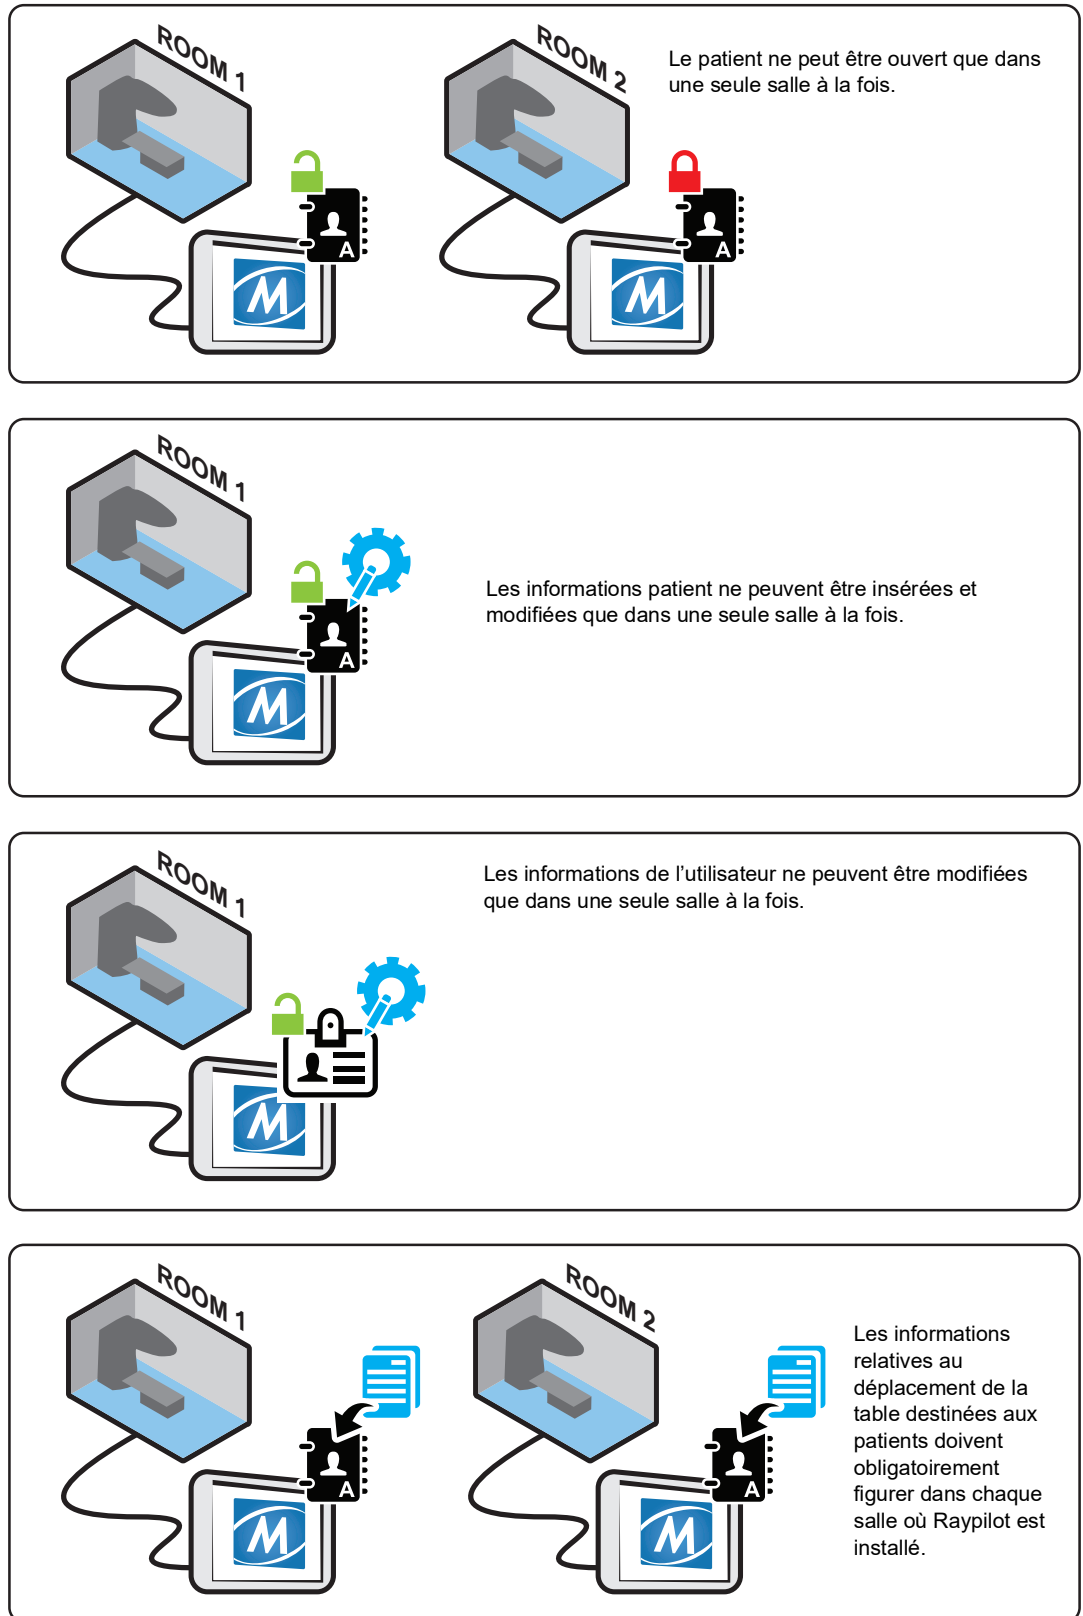 ROOM 1
ROOM 2
Le patient ne peut être ouvert que dans
une seule salle à la fois.
A
A
M
M
ROOM 1
Les informations patient ne peuvent être insérées et
modifiées que dans une seule salle à la fois.
A
M
ROOM 1
Les informations de l’utilisateur ne peuvent être modifiées
que dans une seule salle à la fois.
M
ROOM 1
ROOM 2
Les informations
relatives au
déplacement de la
table destinées aux
patients doivent
obligatoirement
figurer dans chaque
salle où Raypilot est
installé.
A
A
M
M